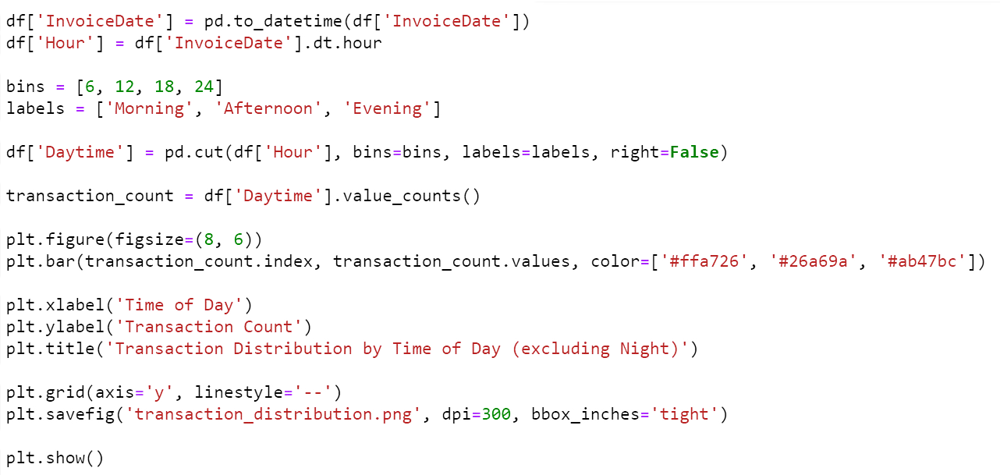 df['InvoiceDate'] = pd.to_datetime(df['InvoiceDate'])
df['Hour'] = df['InvoiceDate'].dt.hour
bins = [6, 12, 18, 24]
labels = ['Morning', 'Afternoon', 'Evening']
df['Daytime'] = pd.cut(df['Hour'], bins=bins, labels=labels, right=False)
transaction_count = df['Daytime'].value_counts()
plt.figure(figsize=(8, 6))
plt.bar(transaction_count.index, transaction_count.values, color=['#ffa726', '#26a69a', '#ab47bc'])
plt.xlabel('Time of Day')
plt.ylabel('Transaction Count')
plt.title('Transaction Distribution by Time of Day (excluding Night)')
plt.grid(axis='y', linestyle='--')
plt.savefig('transaction_distribution.png', dpi=300, bbox_inches='tight')
plt.show()